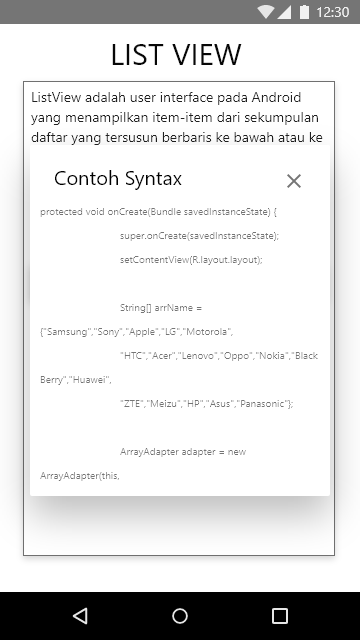 12:30
LIST VIEW
ListView adalah user interface pada Android
yang menampilkan item-item dari sekumpulan
daftar yang tersusun berbaris ke bawah atau ke
Contoh Syntax
protected void onCreate(Bundle savedInstanceState) {
super.onCreate(savedInstanceState);
setContentView(R.layout.layout);
String[] arrName =
{"Samsung","Sony","Apple","LG","Motorola",
"HTC","Acer","Lenovo","Oppo","Nokia","Black
Berry","Huawei",
"ZTE","Meizu","HP","Asus","Panasonic"};
ArrayAdapter adapter = new
ArrayAdapter(this,